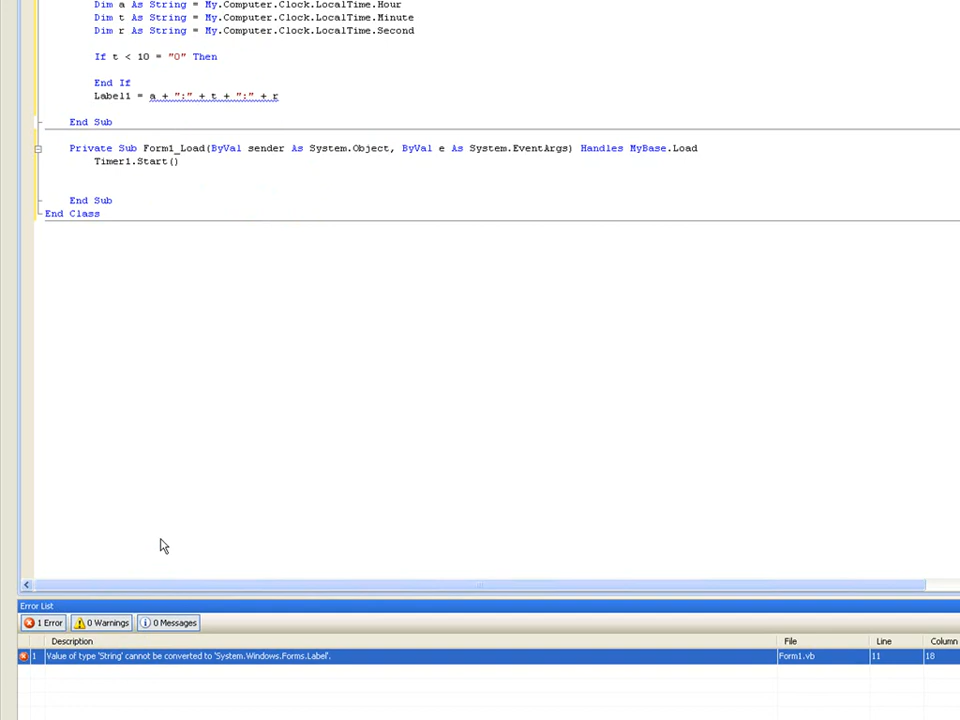 Dim a As String = My.Computer.Clock.LocalTime.Hour
Dim t As String = My.Computer.Clock.LocalTime.Minute
Dim r As String = My.Computer.Clock.LocalTime.Second
If t < 10 = "0" Then
End If
Label1 = a + ":" + t + ":" + r
End Sub
Private Sub Form1_Load(ByVal sender As System.Object, ByVal e As System.EventArgs) Handles MyBase.Load
Timer1.Start()
End Sub
End Class
Error List
1 Error 0 Warnings 0 Messages
Description File Line Column
1 Value of type 'String' cannot be converted to 'System.Windows.Forms.Label'. Form1.vb 11 18